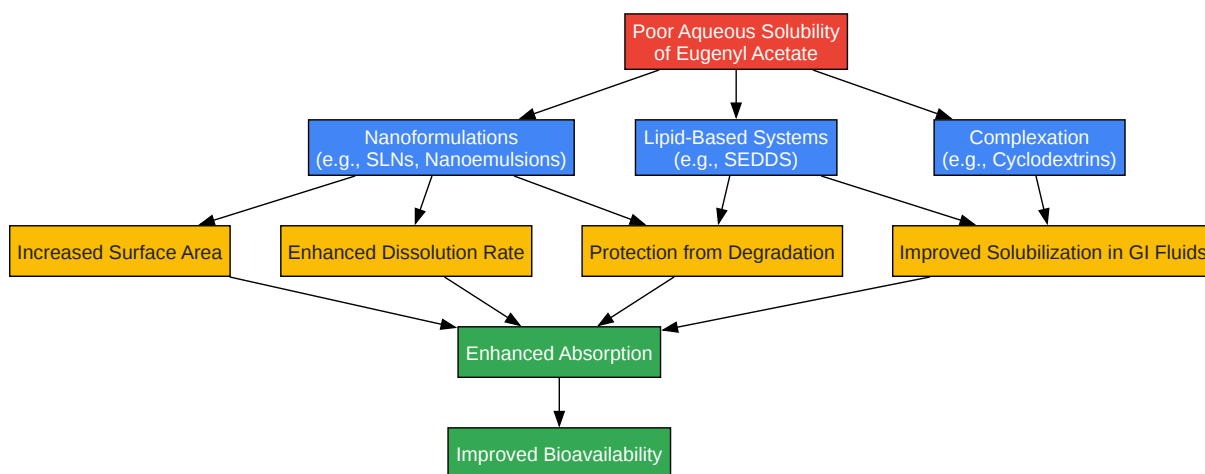 Poor Aqueous Solubility
of Eugenyl Acetate
Nanoformulations
(e.g., SLNs, Nanoemulsions)
Lipid-Based Systems
(e.g., SEDDS)
Complexation
(e.g., Cyclodextrins)
Increased Surface Area
Enhanced Dissolution Rate
Protection from Degradation
Improved Solubilization in GI Fluids
Enhanced Absorption
Improved Bioavailability